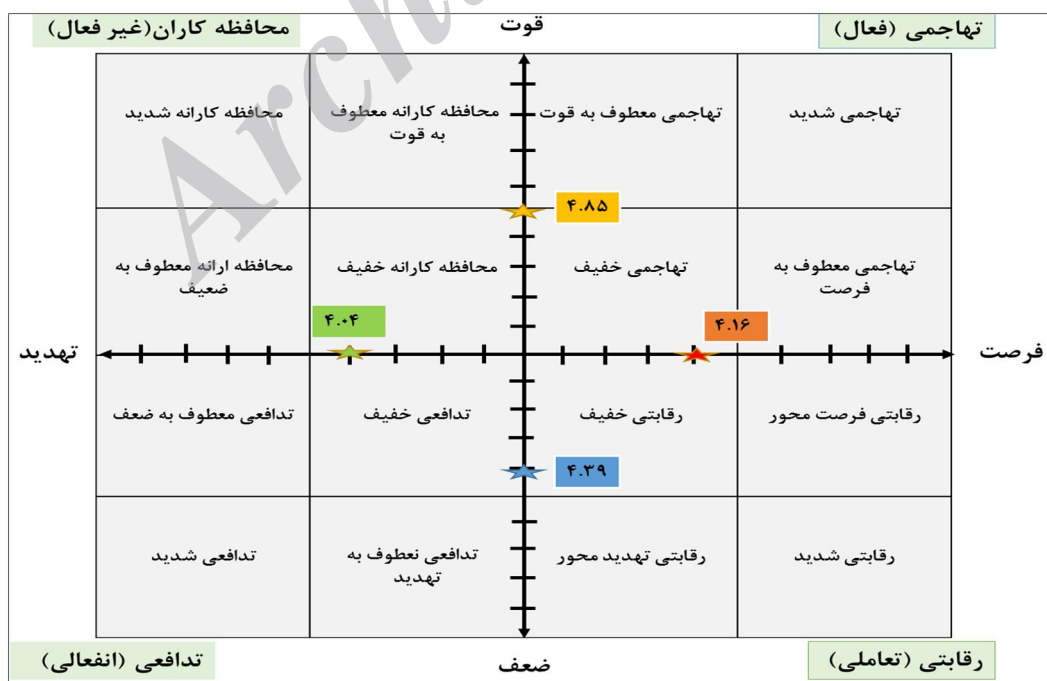 تهاجمی (فعال)
قوت
محافظه کاران(غیر فعال)
تهاجمی شدید
تهاجمی معطوف به قوت
محافظه کارانه معطوف
به قوت
محافظه کارانه شدید
۴.۸۵
تهاجمی معطوف به
فرصت
تهاجمی خفیف
محافظه کارانه خفیف
محافظه ارانه معطوف به
ضعیف
۴.۱۶
۴.۰۴
فرصت
تهدید
رقابتی فرصت محور
رقابتی خفیف
تدافعی خفیف
تدافعی معطوف به ضعف
۴.۳۹
رقابتی شدید
رقابتی تهدید محور
تدافعی نعطوف به
تهدید
تدافعی شدید
رقابتی (تعاملی)
ضعف
تدافعی (انفعالی)